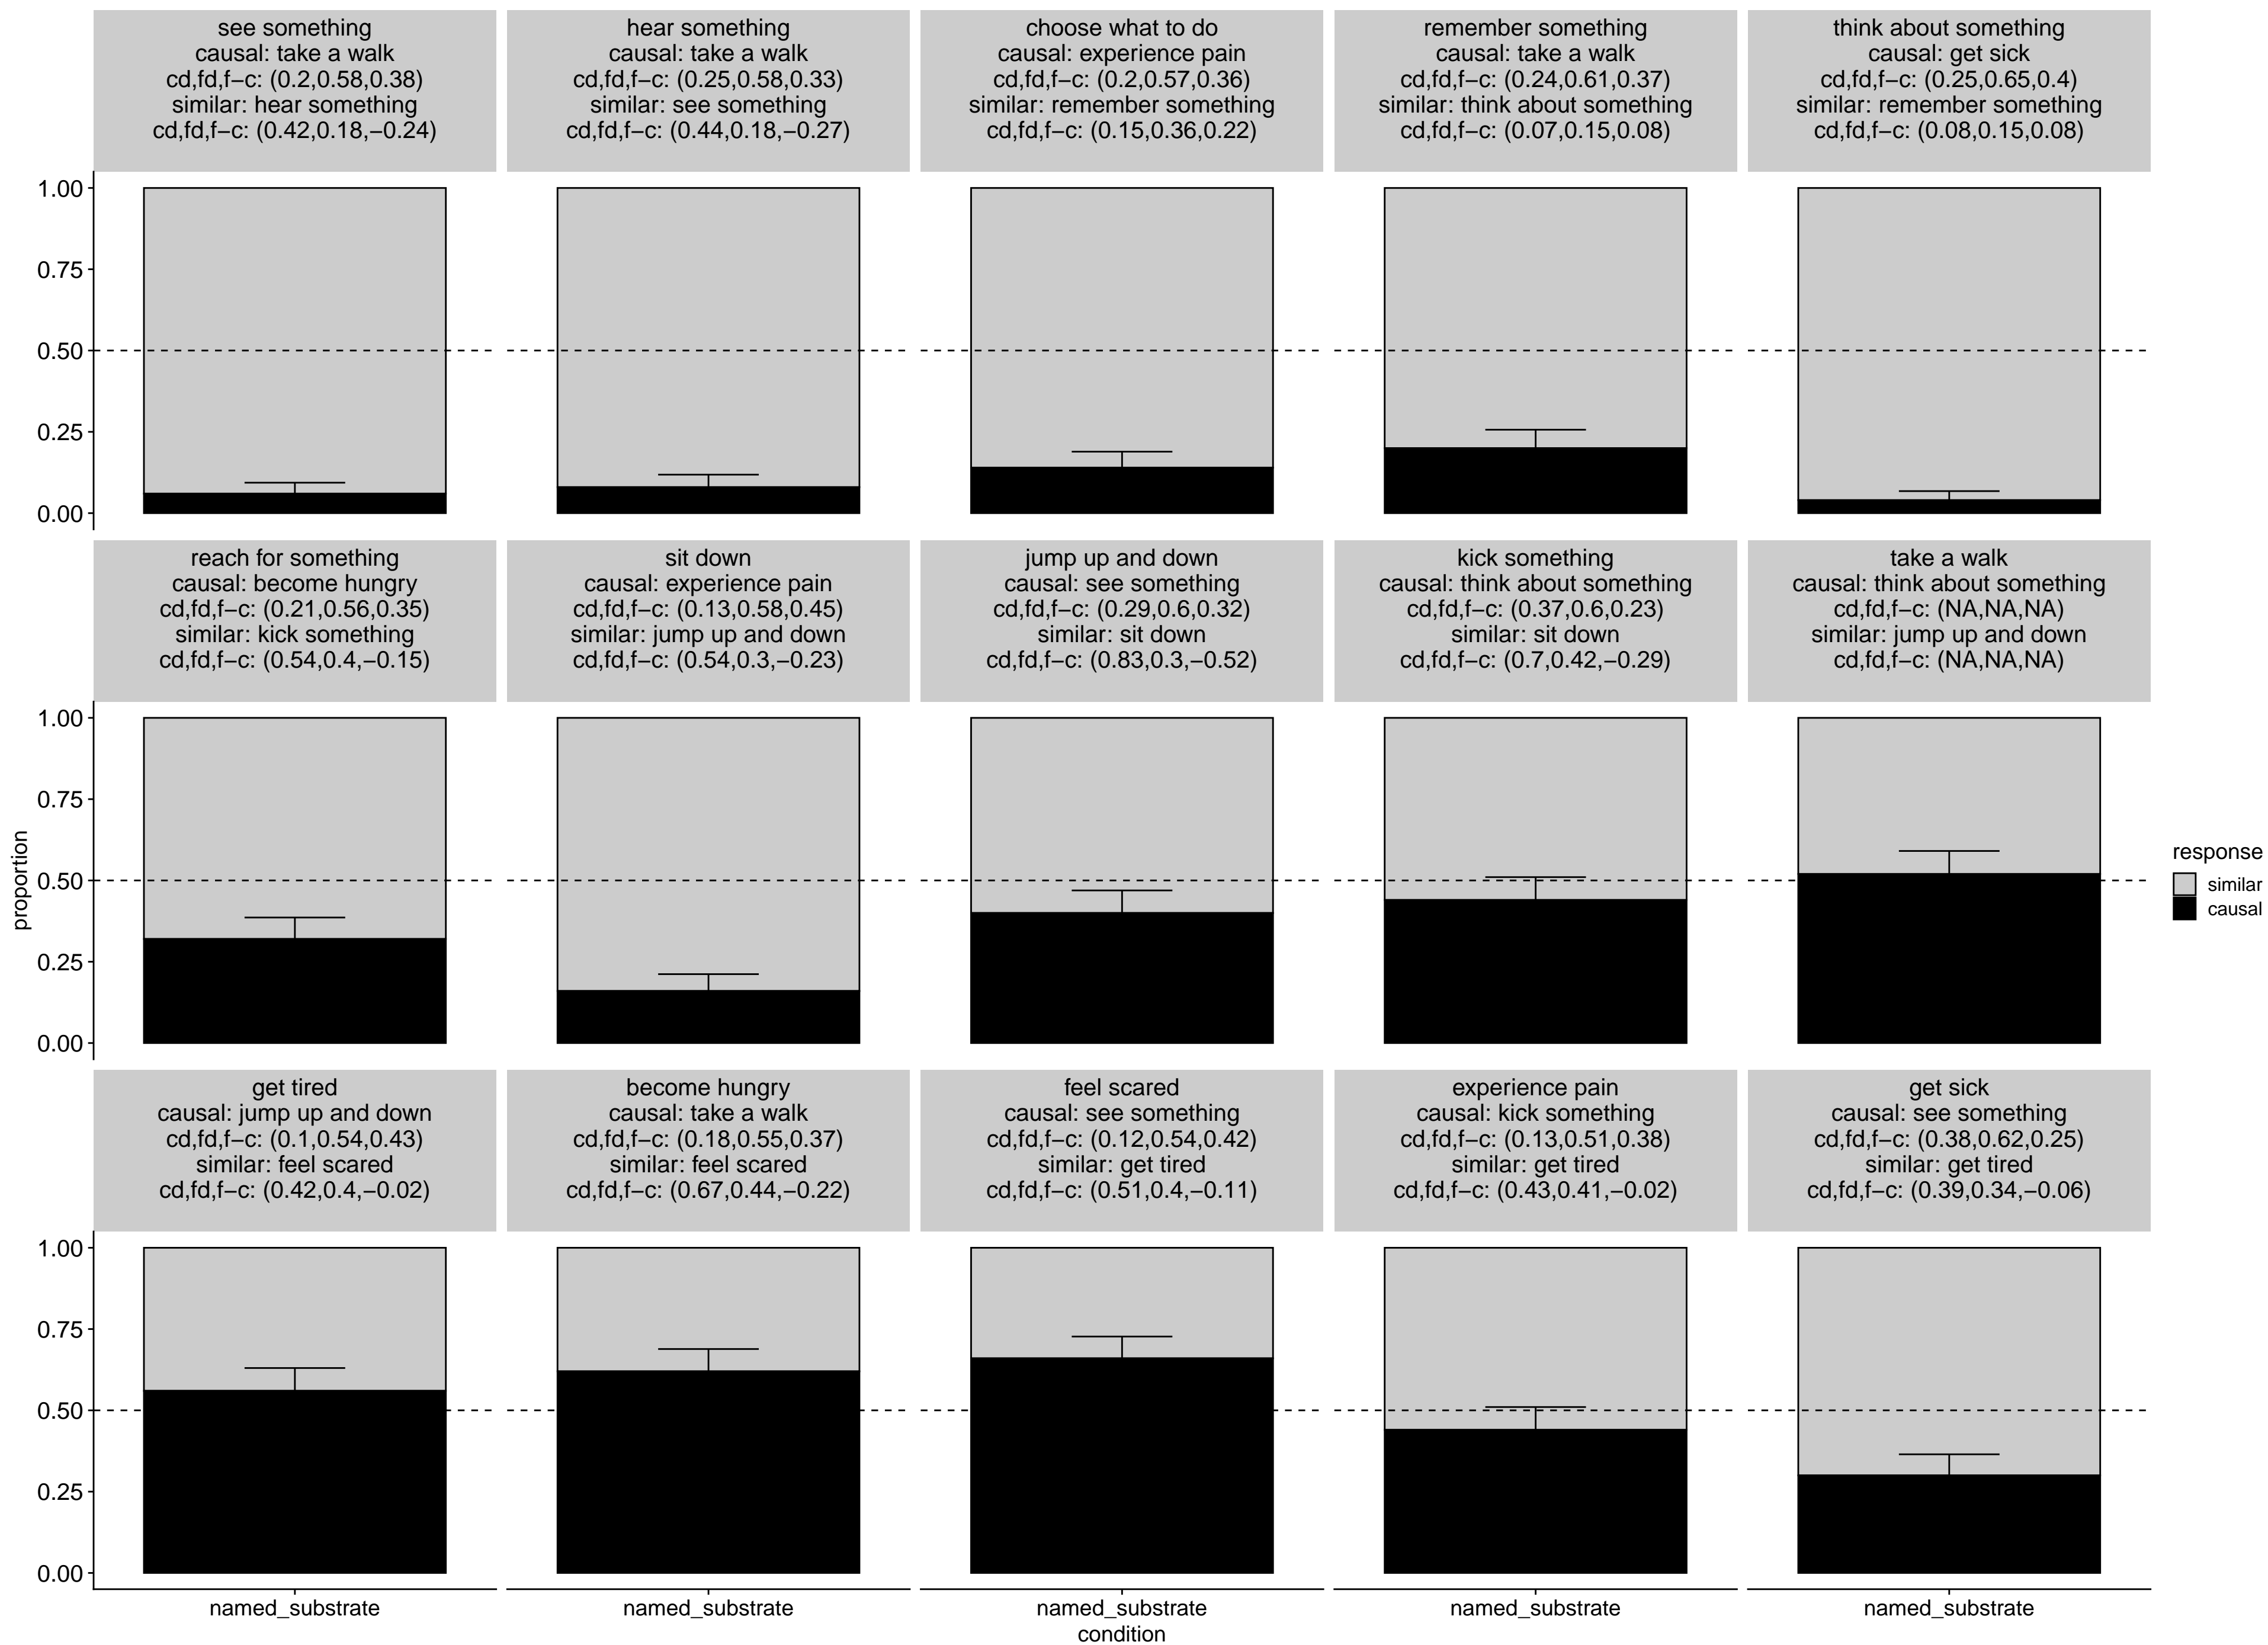 see something
causal: take a walk
cd,fd,f−c: (0.2,0.58,0.38)
similar: hear something
cd,fd,f−c: (0.42,0.18,−0.24)
hear something
causal: take a walk
cd,fd,f−c: (0.25,0.58,0.33)
similar: see something
cd,fd,f−c: (0.44,0.18,−0.27)
choose what to do
causal: experience pain
cd,fd,f−c: (0.2,0.57,0.36)
similar: remember something
cd,fd,f−c: (0.15,0.36,0.22)
remember something
causal: take a walk
cd,fd,f−c: (0.24,0.61,0.37)
similar: think about something
cd,fd,f−c: (0.07,0.15,0.08)
think about something
causal: get sick
cd,fd,f−c: (0.25,0.65,0.4)
similar: remember something
cd,fd,f−c: (0.08,0.15,0.08)
1.00
0.75
0.50
0.25
0.00
reach for something
causal: become hungry
cd,fd,f−c: (0.21,0.56,0.35)
similar: kick something
cd,fd,f−c: (0.54,0.4,−0.15)
sit down
causal: experience pain
cd,fd,f−c: (0.13,0.58,0.45)
similar: jump up and down
cd,fd,f−c: (0.54,0.3,−0.23)
jump up and down
causal: see something
cd,fd,f−c: (0.29,0.6,0.32)
similar: sit down
cd,fd,f−c: (0.83,0.3,−0.52)
kick something
causal: think about something
cd,fd,f−c: (0.37,0.6,0.23)
similar: sit down
cd,fd,f−c: (0.7,0.42,−0.29)
take a walk
causal: think about something
cd,fd,f−c: (NA,NA,NA)
similar: jump up and down
cd,fd,f−c: (NA,NA,NA)
1.00
0.75
0.50
0.25
0.00
proportion
response
similar
causal
get tired
causal: jump up and down
cd,fd,f−c: (0.1,0.54,0.43)
similar: feel scared
cd,fd,f−c: (0.42,0.4,−0.02)
become hungry
causal: take a walk
cd,fd,f−c: (0.18,0.55,0.37)
similar: feel scared
cd,fd,f−c: (0.67,0.44,−0.22)
feel scared
causal: see something
cd,fd,f−c: (0.12,0.54,0.42)
similar: get tired
cd,fd,f−c: (0.51,0.4,−0.11)
experience pain
causal: kick something
cd,fd,f−c: (0.13,0.51,0.38)
similar: get tired
cd,fd,f−c: (0.43,0.41,−0.02)
get sick
causal: see something
cd,fd,f−c: (0.38,0.62,0.25)
similar: get tired
cd,fd,f−c: (0.39,0.34,−0.06)
1.00
0.75
0.50
0.25
0.00
named_substrate
named_substrate
named_substrate
named_substrate
named_substrate
condition